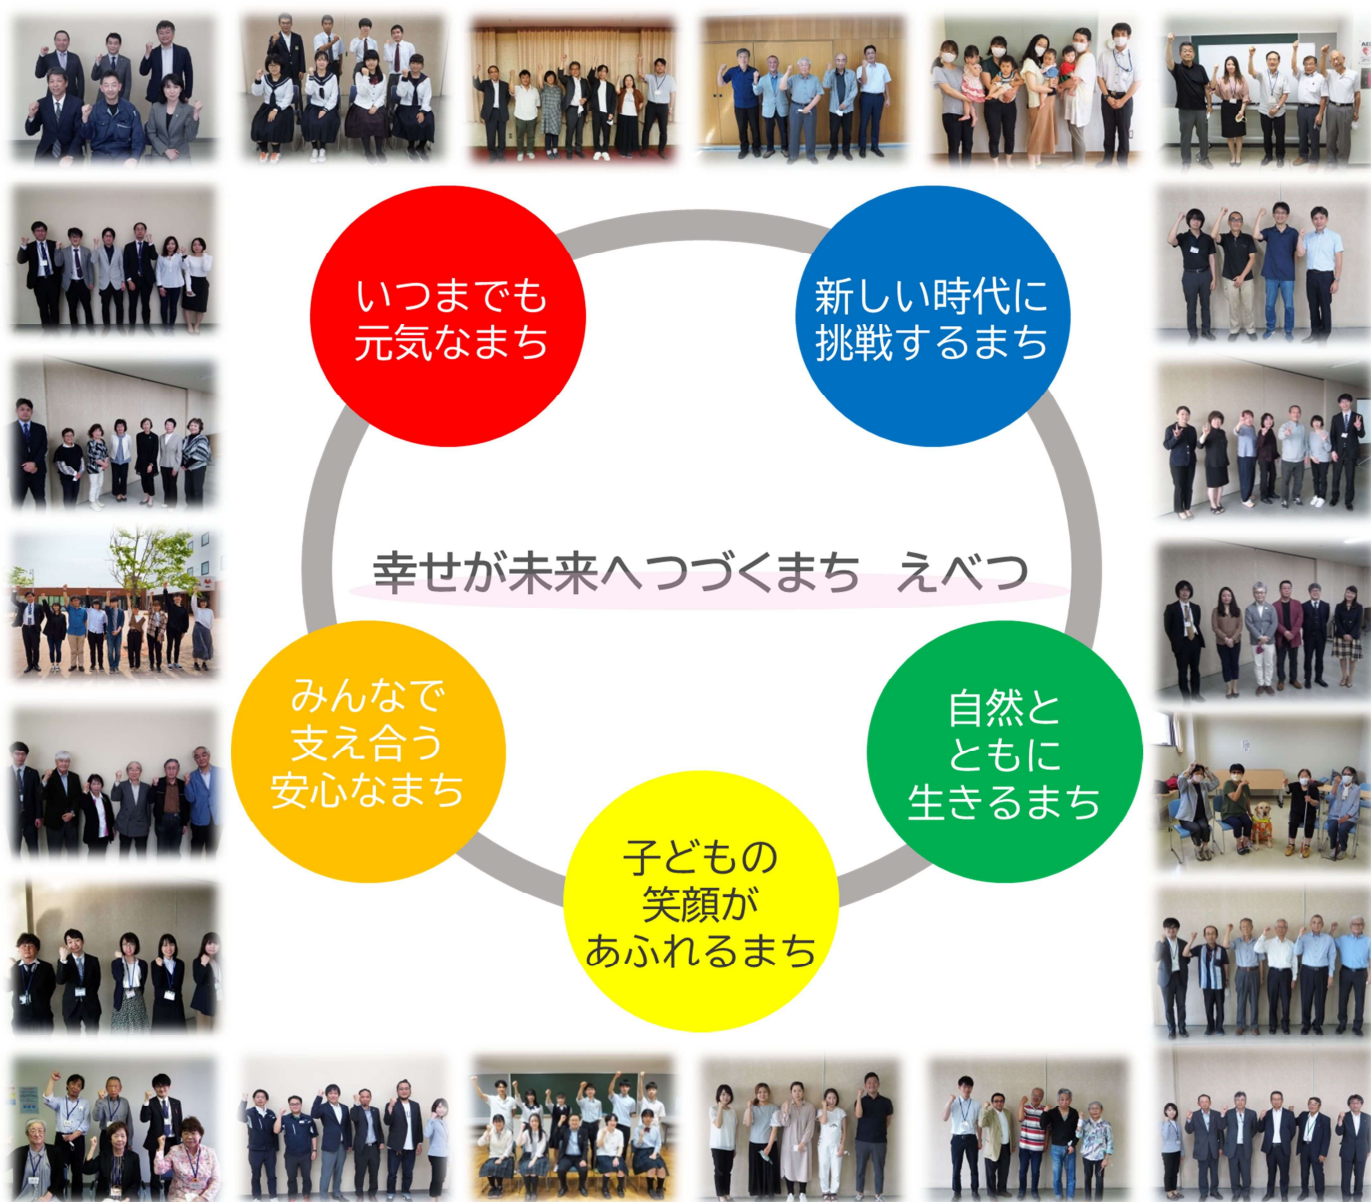 いつまでも
元気なまち
新しい時代に
挑戦するまち
幸せが未来へつづくまち　えべつ
みんなで
支え合う
安心なまち
自然と
ともに
生きるまち
子どもの
笑顔が
あふれるまち